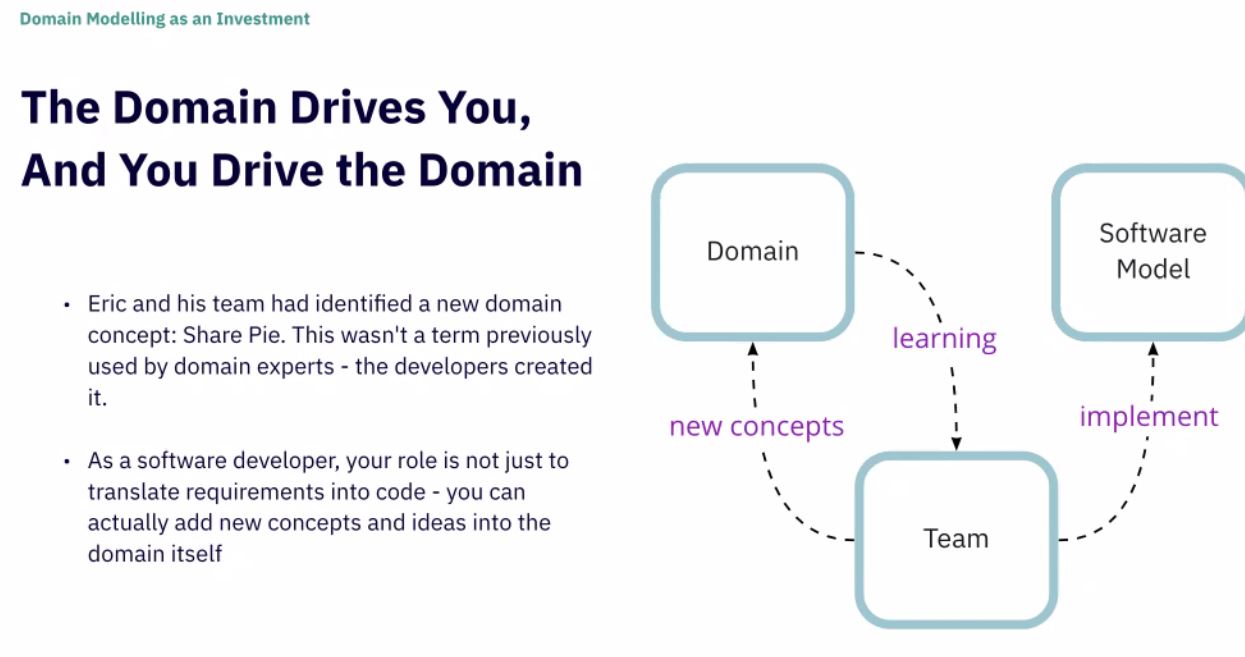 Domain Modelling as an Investment
The Domain Drives You,
And You Drive the Domain
• Eric and his team had identified a new domain
concept: Share Pie. This wasn't a term previously
used by domain experts - the developers created
it.
• As a software developer, your role is not just to
translate requirements into code - you can
actually add new concepts and ideas into the
domain itself
Domain
Software
Model
learning
new concepts
implement
Team